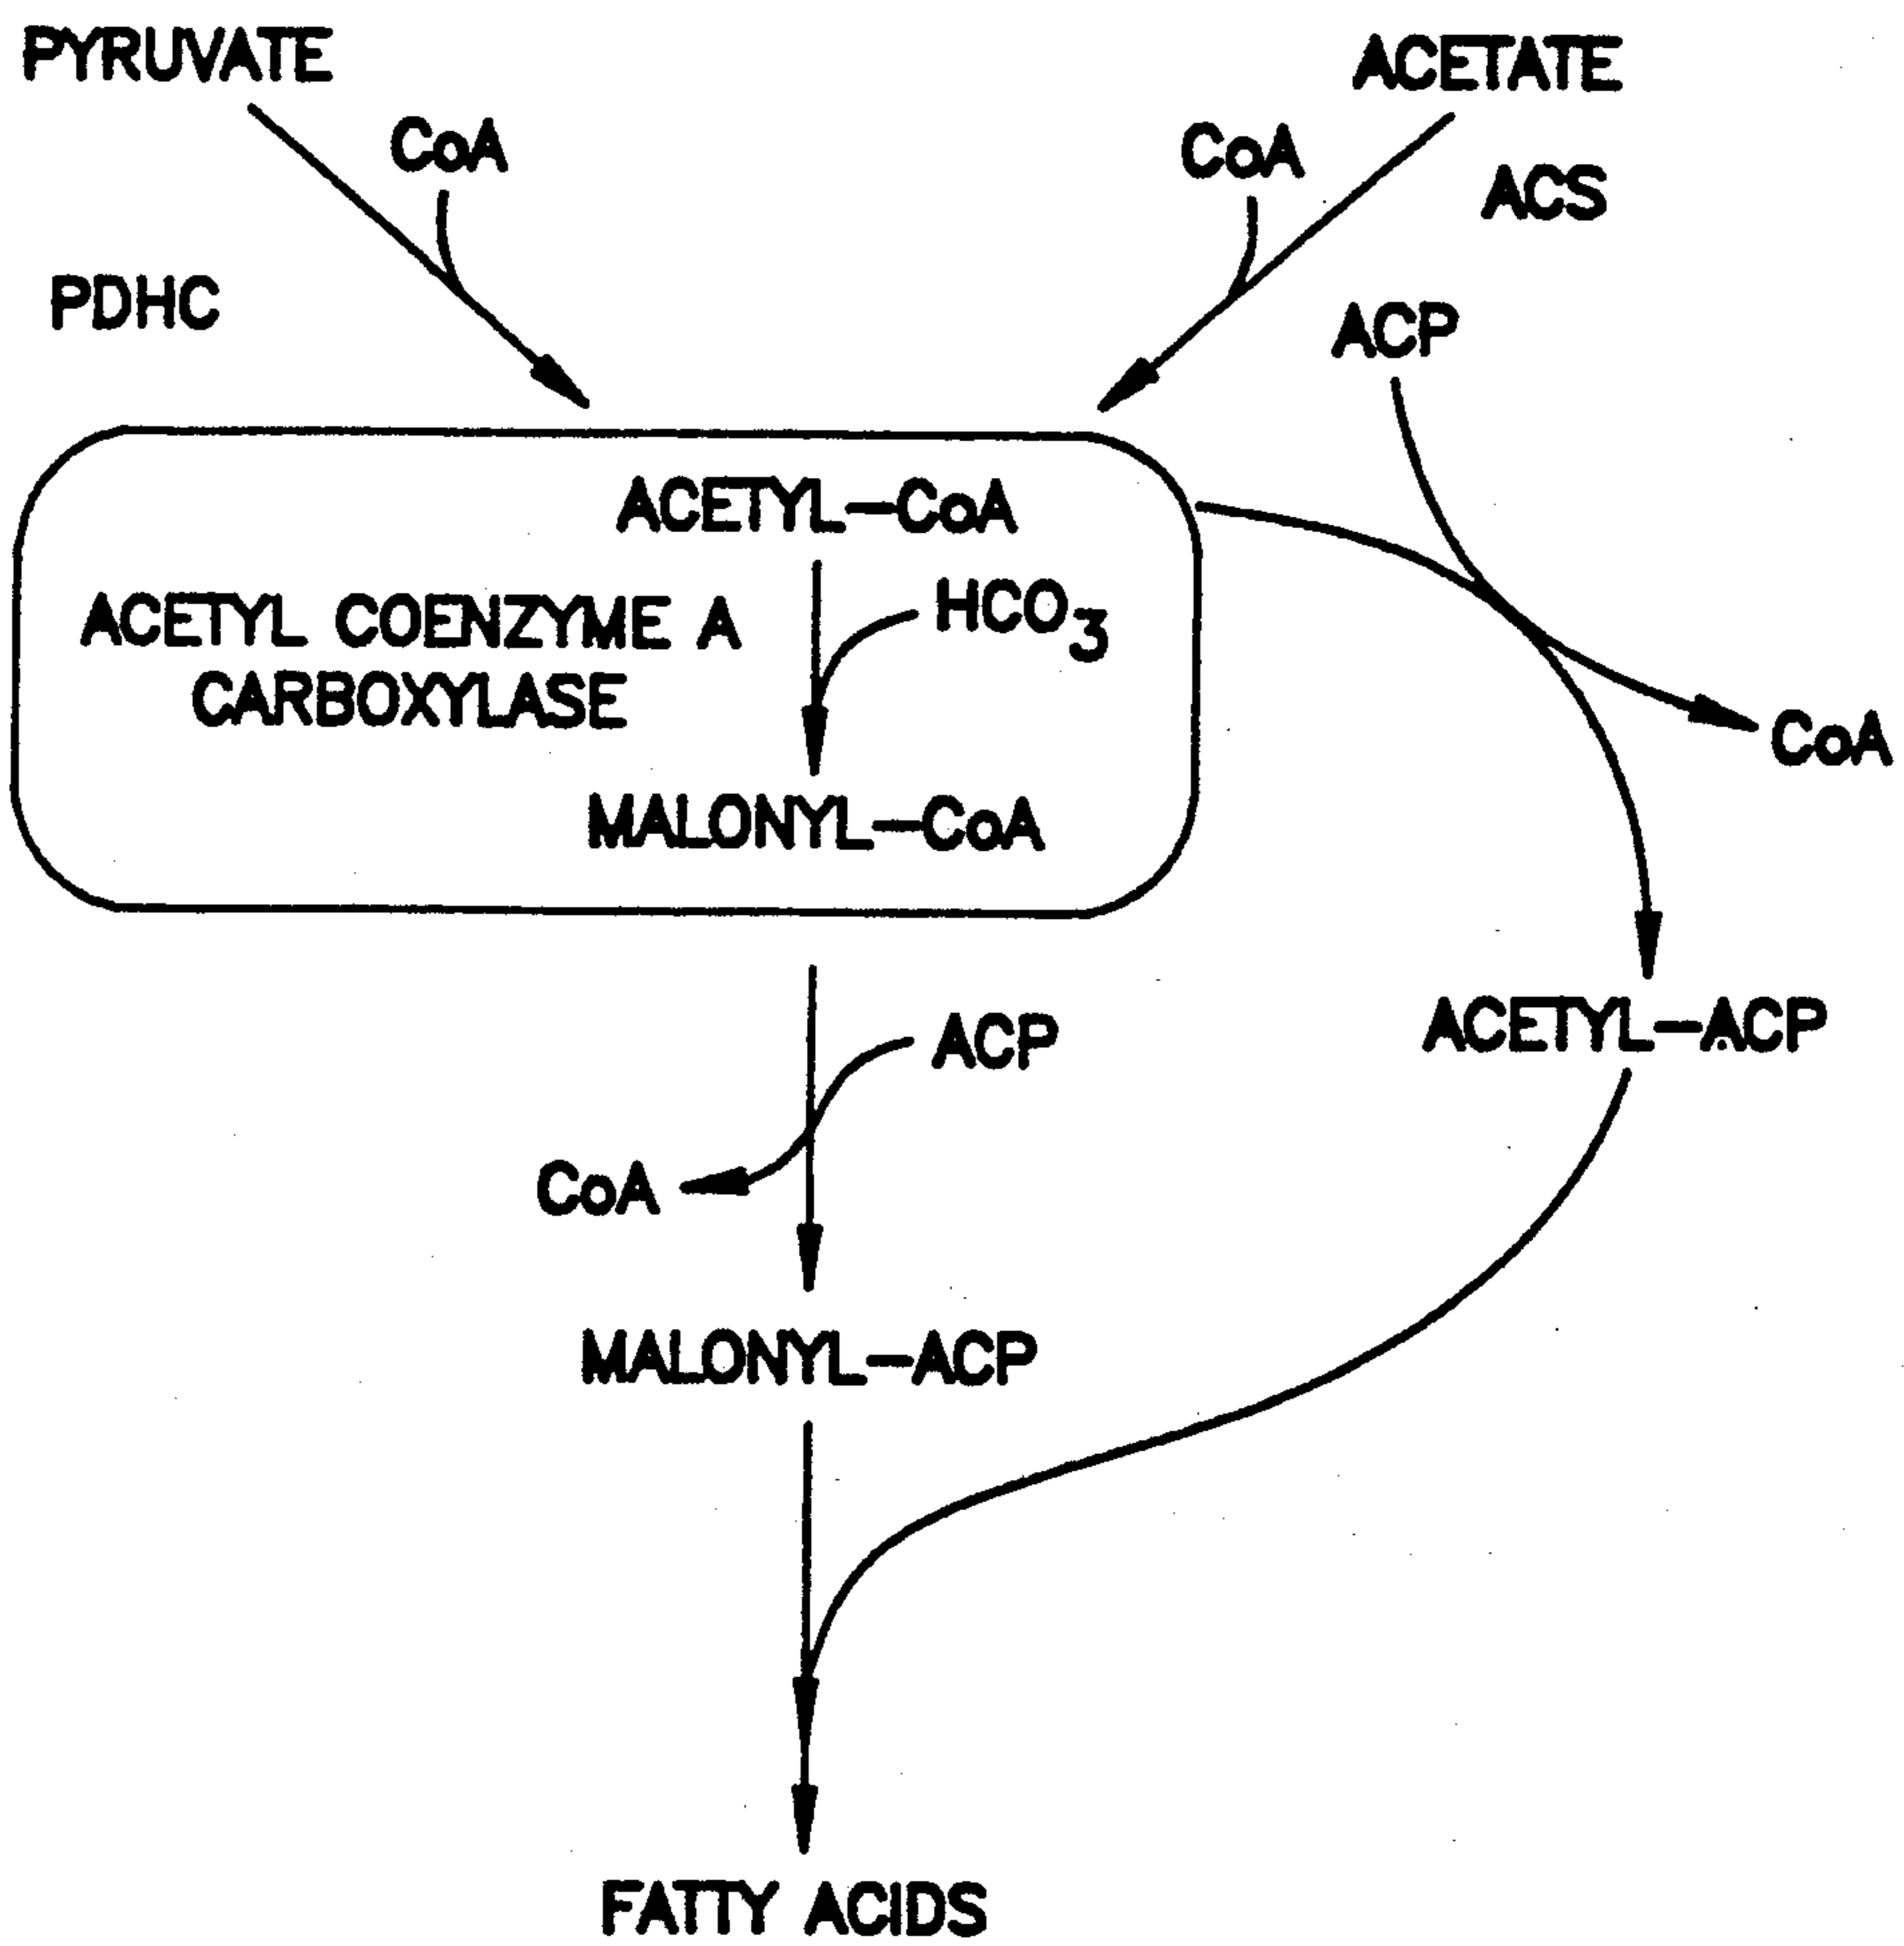 PYRUVATE
ACETATE
CoA
CoA
ACS
PDHC
ACP
ACETYL-CoA
HCO3
ACETYL COENZYME A
CARBOXYLASE
CoA
MALONYL-CoA
ACP
ACETYL-ACP
CoA
MALONYL-ACP
FATTY ACIDS